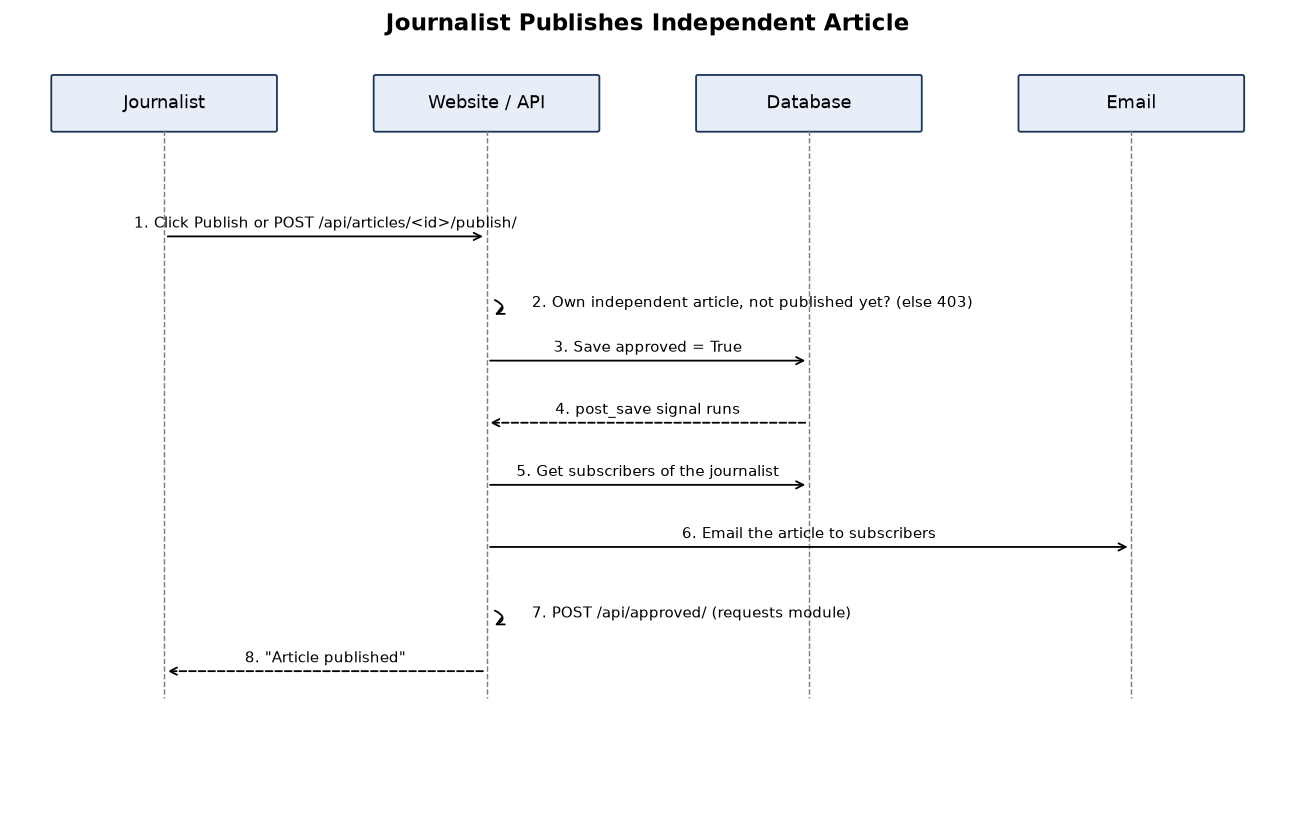 Journalist Publishes Independent Article
Journalist
Website / API
Database
Email
1. Click Publish or POST /api/articles/<id>/publish/
2. Own independent article, not published yet? (else 403)
3. Save approved = True
4. post_save signal runs
5. Get subscribers of the journalist
6. Email the article to subscribers
7. POST /api/approved/ (requests module)
8. "Article published"